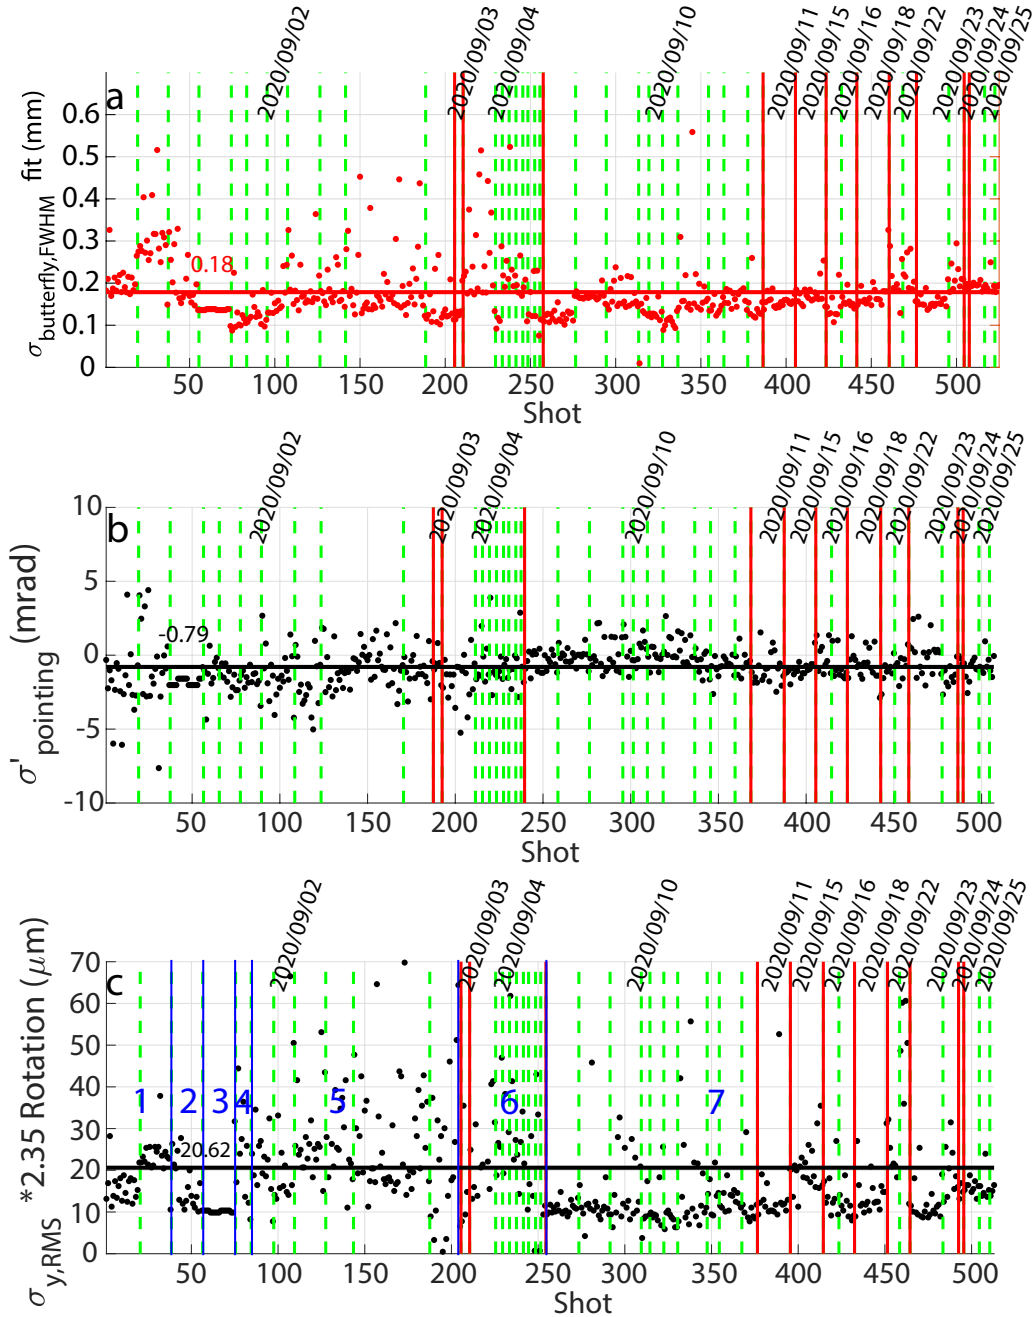 2020/09/02 2020/09/03 2020/09/04 2020/09/10 2020/09/11 2020/09/15 2020/09/16 2020/09/18 2020/09/22 2020/09/23 2020/09/24 2020/09/25
a
σbutterfly,FWHM fit (mm)
0.6
0.5
0.4
0.3
0.2
0.1
0
0.18
50 100 150 200 250 300 350 400 450 500
Shot
2020/09/02 2020/09/03 2020/09/04 2020/09/10 2020/09/11 2020/09/15 2020/09/16 2020/09/18 2020/09/22 2020/09/23 2020/09/24 2020/09/25
b
σ'pointing (mrad)
10
5
0
-5
-10
-0.79
50 100 150 200 250 300 350 400 450 500
Shot
2020/09/02 2020/09/03 2020/09/04 2020/09/10 2020/09/11 2020/09/15 2020/09/16 2020/09/18 2020/09/22 2020/09/23 2020/09/24 2020/09/25
c
σy,RMS *2.35 Rotation (μm)
70
60
50
40
30
20
10
0
1 2 3 4 5 6 7
20.62
50 100 150 200 250 300 350 400 450 500
Shot